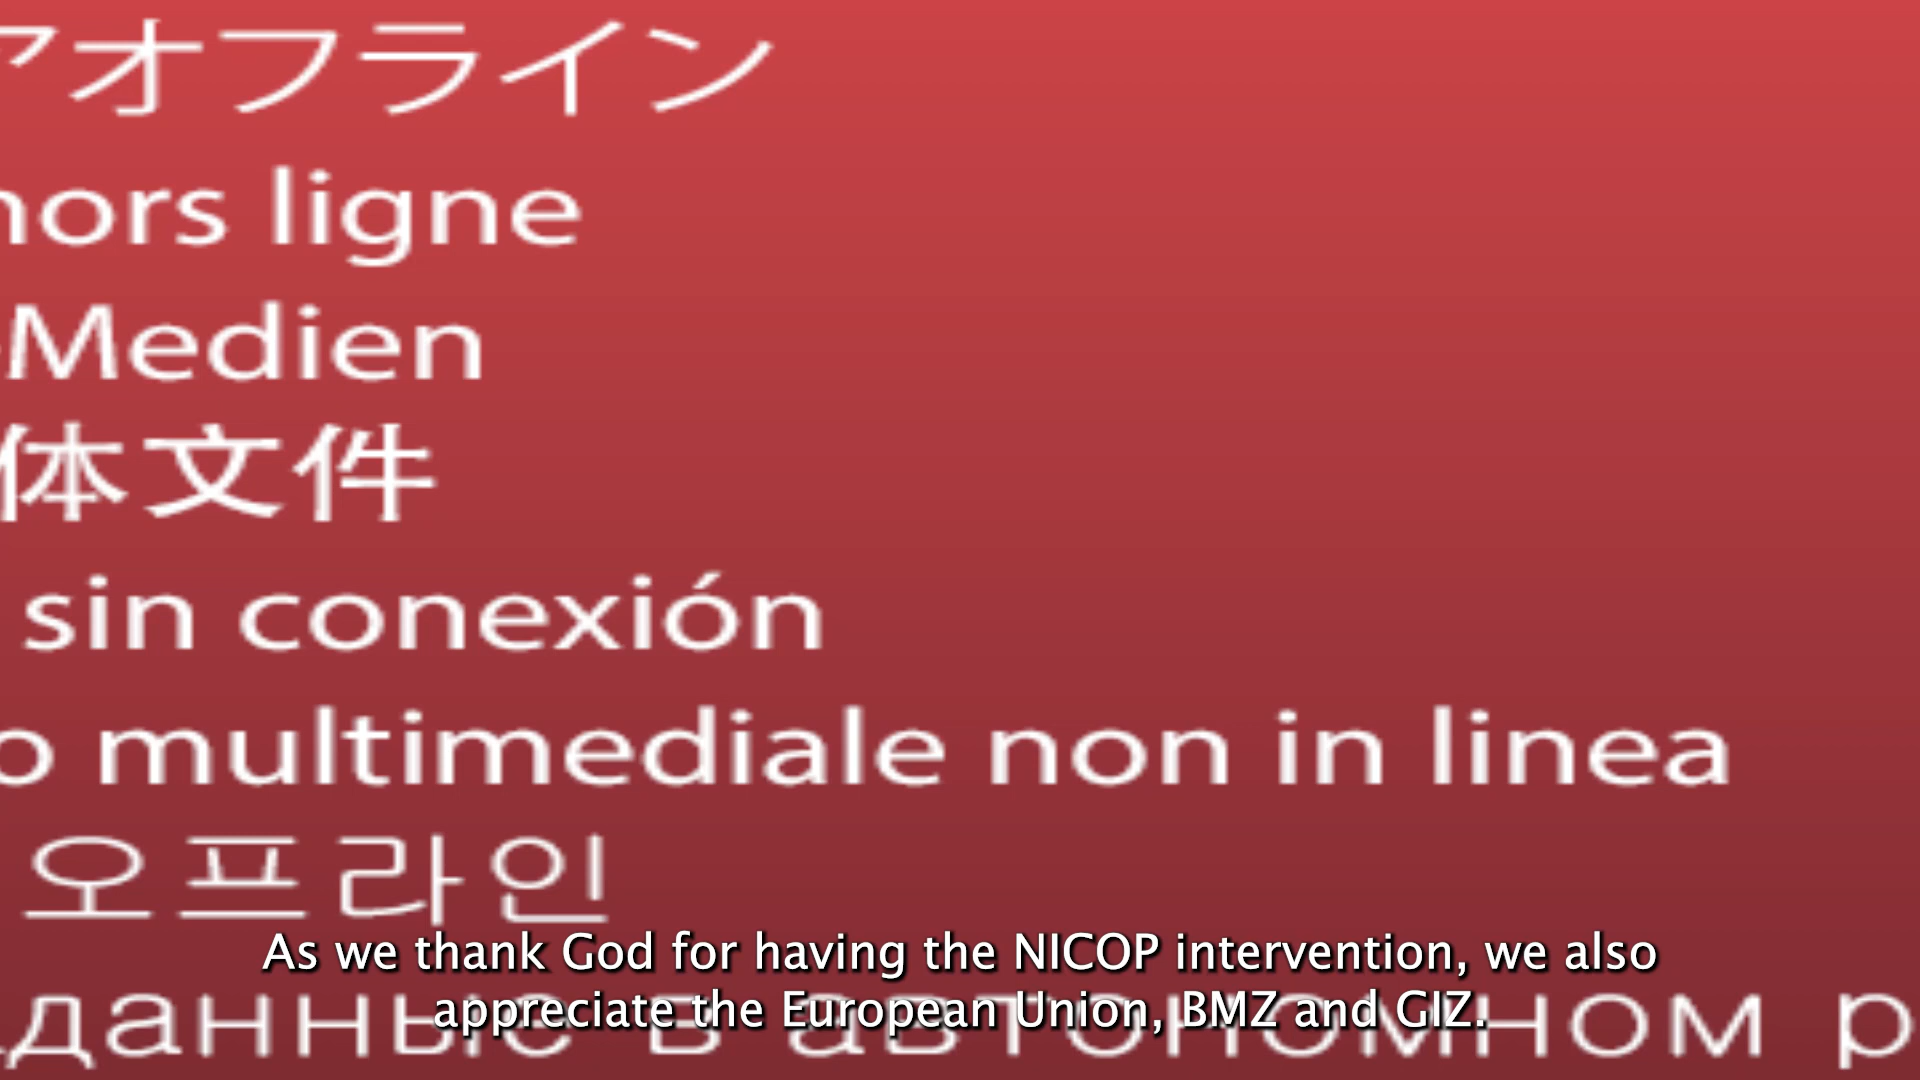 アオフライン
hors ligne
Medien
体文件
sin conexión
o multimediale non in linea
오프라인
As we thank God for having the NICOP intervention, we also
appreciate the European Union, BMZ and GIZ.
данные в автономном р